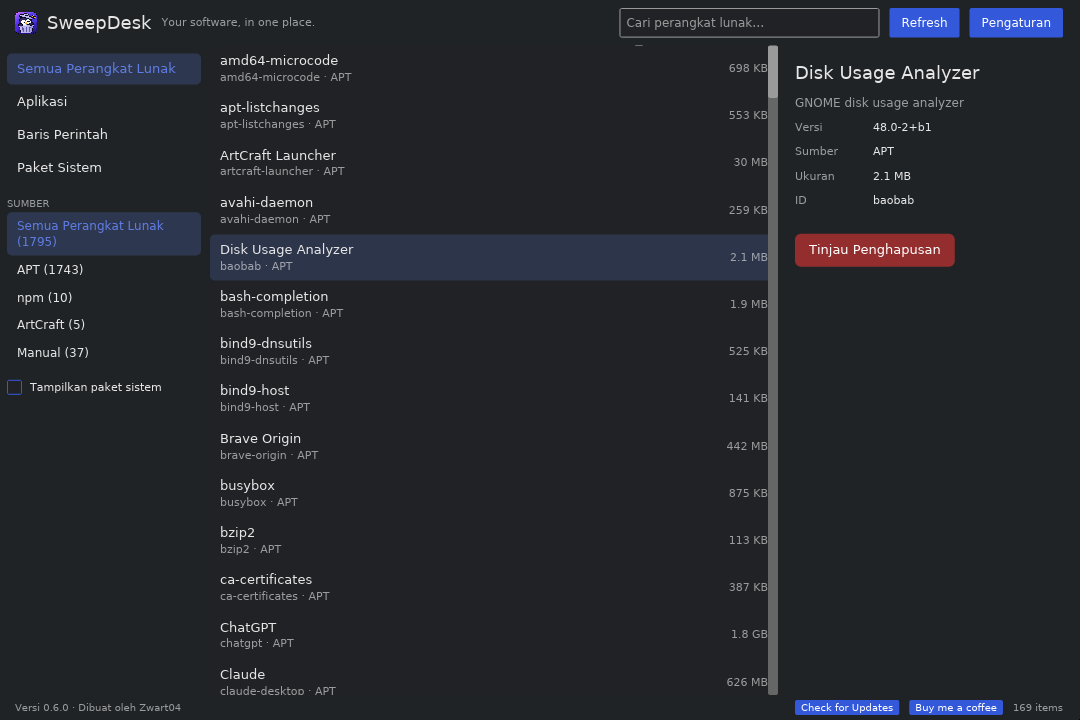 SweepDesk
Your software, in one place.
Cari perangkat lunak...
Refresh
Pengaturan
Semua Perangkat Lunak
Aplikasi
Baris Perintah
Paket Sistem
SUMBER
Semua Perangkat Lunak
(1795)
APT (1743)
npm (10)
ArtCraft (5)
Manual (37)
Tampilkan paket sistem
amd64-microcode
amd64-microcode · APT
698 KB
apt-listchanges
apt-listchanges · APT
553 KB
ArtCraft Launcher
artcraft-launcher · APT
30 MB
avahi-daemon
avahi-daemon · APT
259 KB
Disk Usage Analyzer
baobab · APT
2.1 MB
bash-completion
bash-completion · APT
1.9 MB
bind9-dnsutils
bind9-dnsutils · APT
525 KB
bind9-host
bind9-host · APT
141 KB
Brave Origin
brave-origin · APT
442 MB
busybox
busybox · APT
875 KB
bzip2
bzip2 · APT
113 KB
ca-certificates
ca-certificates · APT
387 KB
ChatGPT
chatgpt · APT
1.8 GB
Claude
claude-desktop · APT
626 MB
Disk Usage Analyzer
GNOME disk usage analyzer
Versi 48.0-2+b1
Sumber APT
Ukuran 2.1 MB
ID baobab
Tinjau Penghapusan
Versi 0.6.0 · Dibuat oleh Zwart04
Check for Updates
Buy me a coffee
169 items